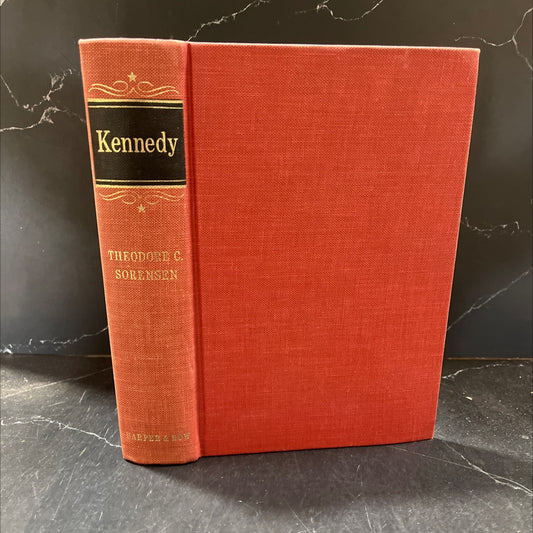 Kennedy
THEODORE C.
SORENSEN
HARPER & ROW